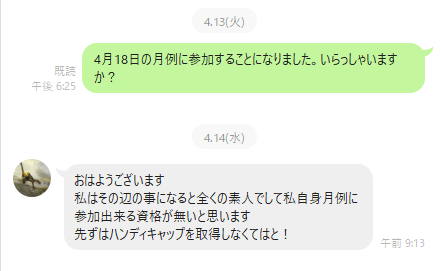 4.13(火)
4月18日の月例に参加することになりました。いらっしゃいます
か？
既読
午後 6:25
4.14(水)
おはようございます
私はその辺の事になると全くの素人でして私自身月例に
参加出来る資格が無いと思います
先ずはハンディキャップを取得しなくてはと！
午前 9:13